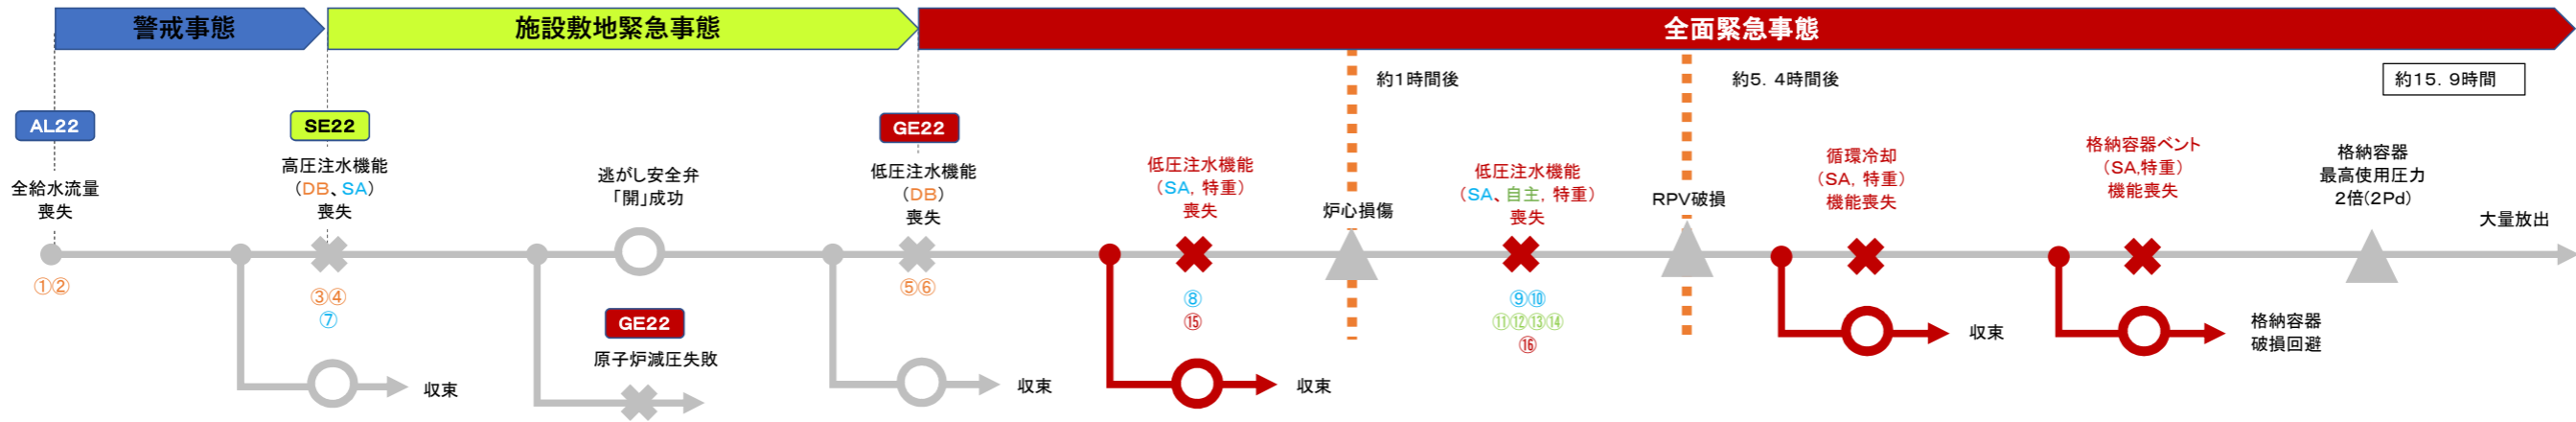 警戒事態
施設敷地緊急事態
全面緊急事態
約1時間後
約5.4時間後
約15.9時間
AL22
全給水流量
喪失
①②
SE22
高圧注水機能
(DB、SA)
喪失
③④
⑦
収束
逃がし安全弁
「開」成功
GE22
原子炉減圧失敗
GE22
低圧注水機能
(DB)
喪失
⑤⑥
収束
低圧注水機能
(SA, 特重)
喪失
⑧
⑮
収束
炉心損傷
低圧注水機能
(SA、自主, 特重)
喪失
⑨⑩
⑪⑫⑬⑭
⑯
RPV破損
循環冷却
(SA, 特重)
機能喪失
収束
格納容器ベント
(SA,特重)
機能喪失
格納容器
破損回避
格納容器
最高使用圧力
2倍(2Pd)
大量放出